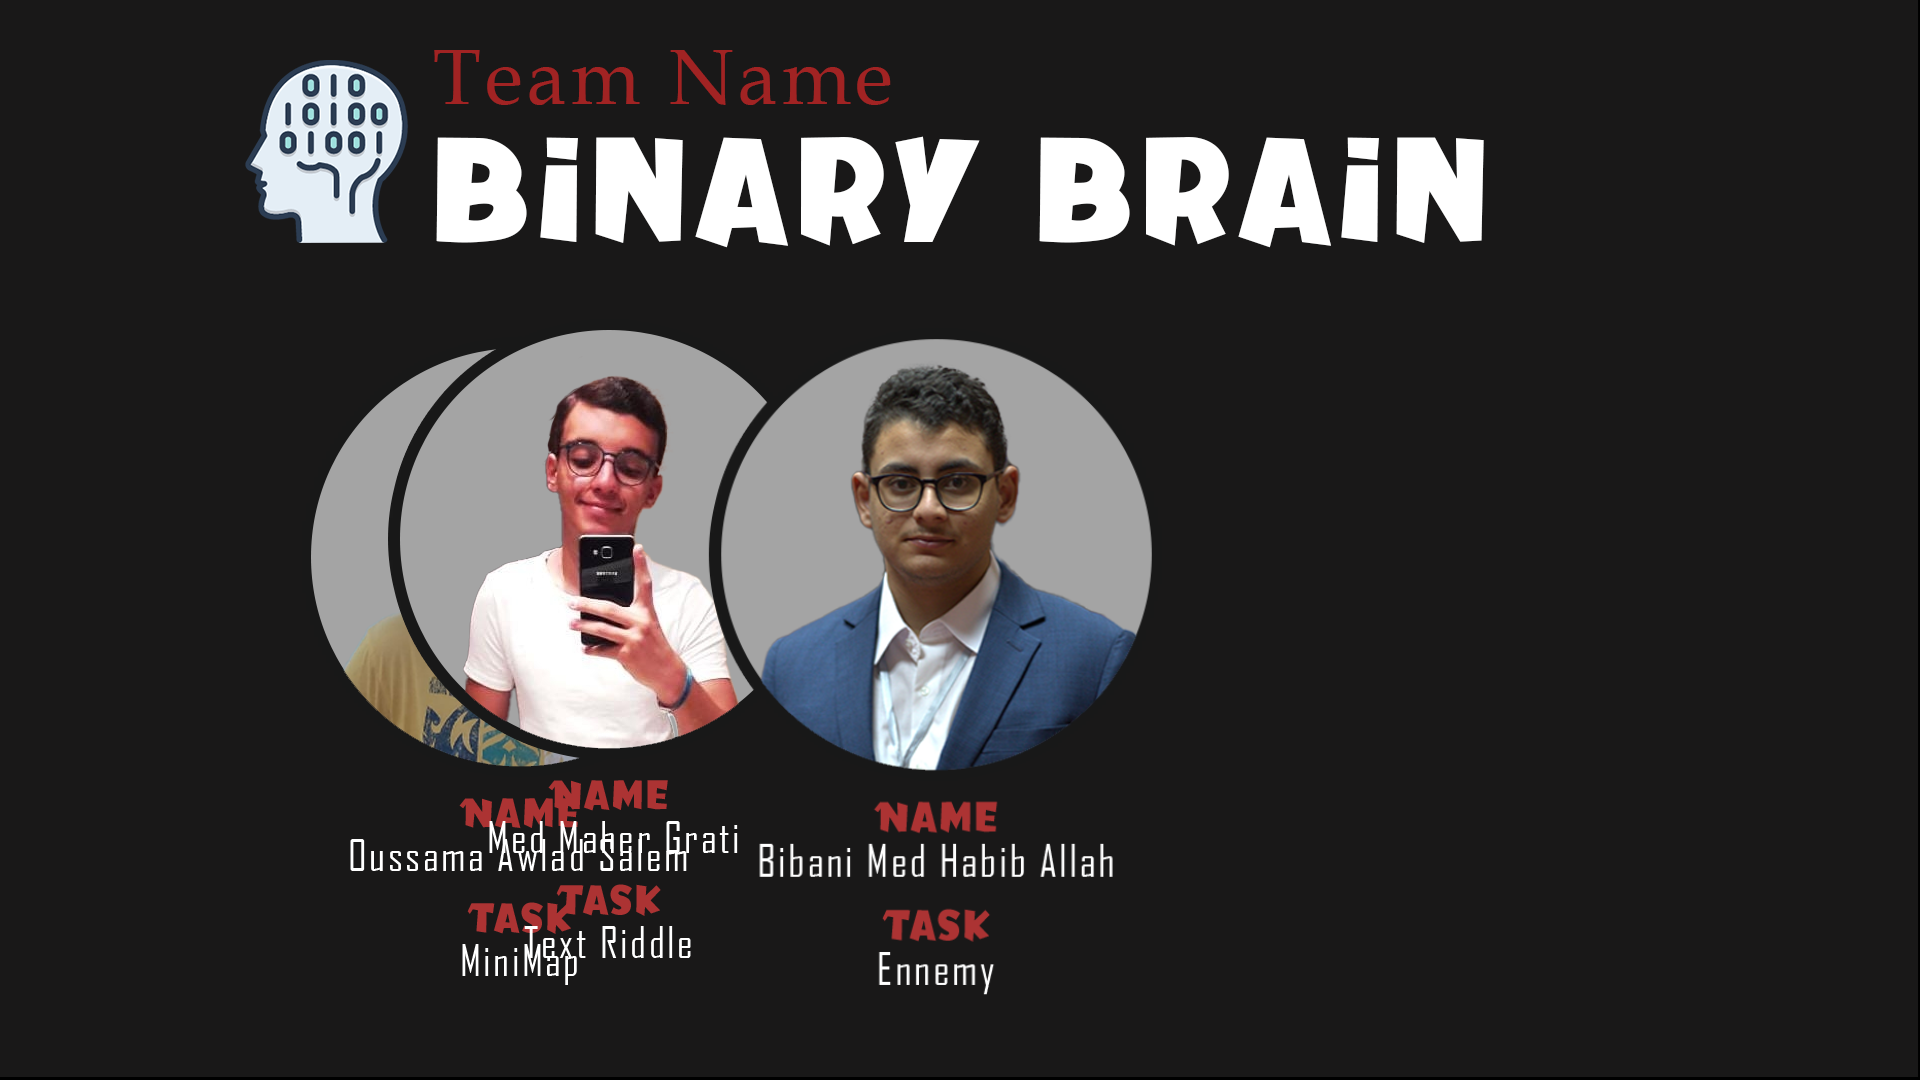 010
10100
01001
Team Name
BiNARY BRAiN
NAME
Oussama Awlad Salem
TASK
MiniMap
NAME
Med Maher Grati
TASK
Text Riddle
NAME
Bibani Med Habib Allah
TASK
Ennemy
SAMSUNG